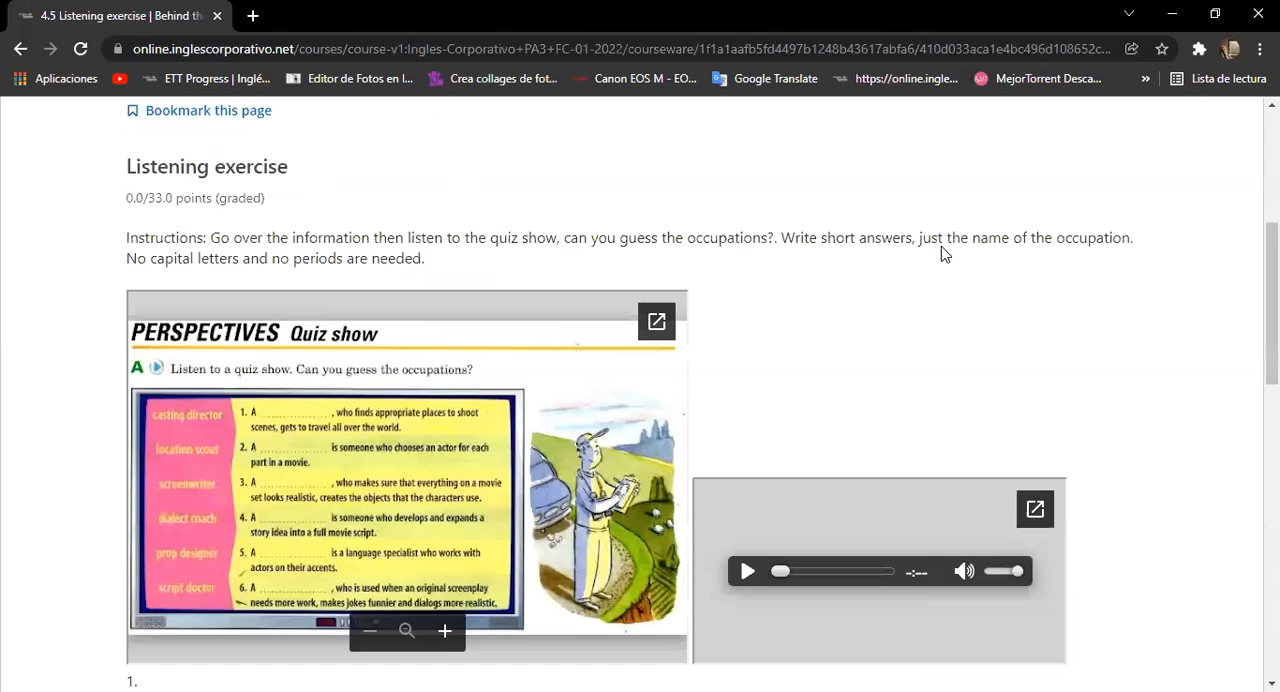 4.5 Listening exercise | Behind th
online.inglescorporativo.net/courses/course-v1:Ingles-Corporativo+PA3+FC-01-2022/courseware/1f1a1aafb5fd4497b1248b43617abfa6/410d033aca1e4bc496d108652c...
Aplicaciones ETT Progress | Inglé... Editor de Fotos en l... Crea collages de fot... Canon EOS M - EO... Google Translate https://online.ingle... MejorTorrent Desca... » Lista de lectura
Bookmark this page
Listening exercise
0.0/33.0 points (graded)
Instructions: Go over the information then listen to the quiz show, can you guess the occupations?. Write short answers, just the name of the occupation.
No capital letters and no periods are needed.
PERSPECTIVES Quiz show
A Listen to a quiz show. Can you guess the occupations?
casting director
location scout
screenwriter
dialect coach
prop designer
script doctor
1. A ............... , who finds appropriate places to shoot
scenes, gets to travel all over the world.
2. A ............... is someone who chooses an actor for each
part in a movie.
3. A ............... , who makes sure that everything on a movie
set looks realistic, creates the objects that the characters use.
4. A ............... is someone who develops and expands a
story idea into a full movie script.
5. A ............... is a language specialist who works with
actors on their accents.
6. A ............... , who is used when an original screenplay
needs more work, makes jokes funnier and dialogs more realistic.
-:--
1.